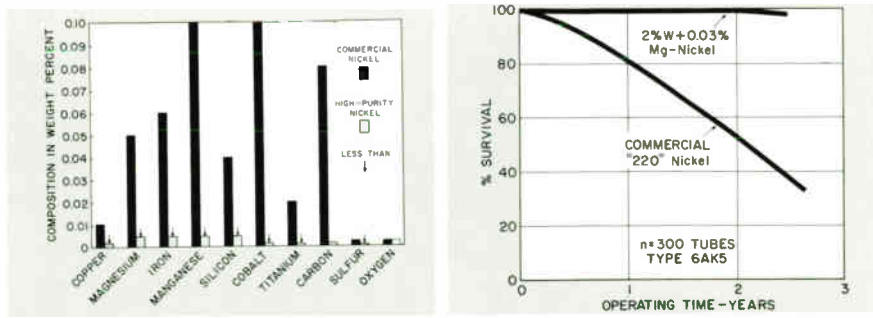 COMPOSITION IN WEIGHT PERCENT
0.10
0.09
0.08
0.07
0.06
0.05
0.04
0.03
0.02
0.01
0
COMMERCIAL
NICKEL
HIGH-PURITY
NICKEL
LESS THAN
COPPER
MAGNESIUM
IRON
MANGANESE
SILICON
COBALT
TITANIUM
CARBON
SULFUR
OXYGEN
% SURVIVAL
100
80
60
40
20
0
2%W+0.03%
Mg-Nickel
COMMERCIAL
"220" Nickel
n=300 TUBES
TYPE 6AK5
0
1
2
3
OPERATING TIME-YEARS